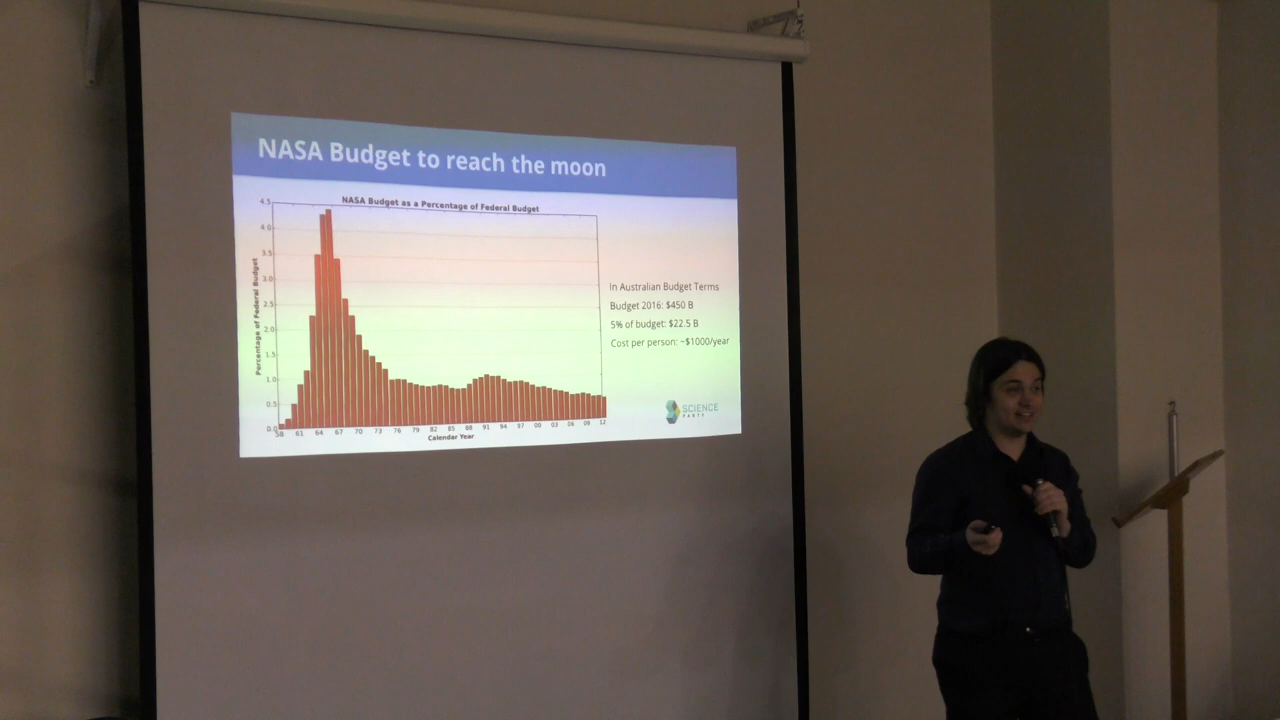 NASA Budget to reach the moon
NASA Budget as a Percentage of Federal Budget
4.5
4.0
3.5
3.0
2.5
2.0
1.5
1.0
0.5
0.0
Percentage of Federal Budget
58 61 64 67 70 73 76 79 82 85 88 91 94 97 00 03 06 09 12
Calendar Year
In Australian Budget Terms
Budget 2016: $450 B
5% of budget: $22.5 B
Cost per person: ~$1000/year
SCIENCE
PARTY